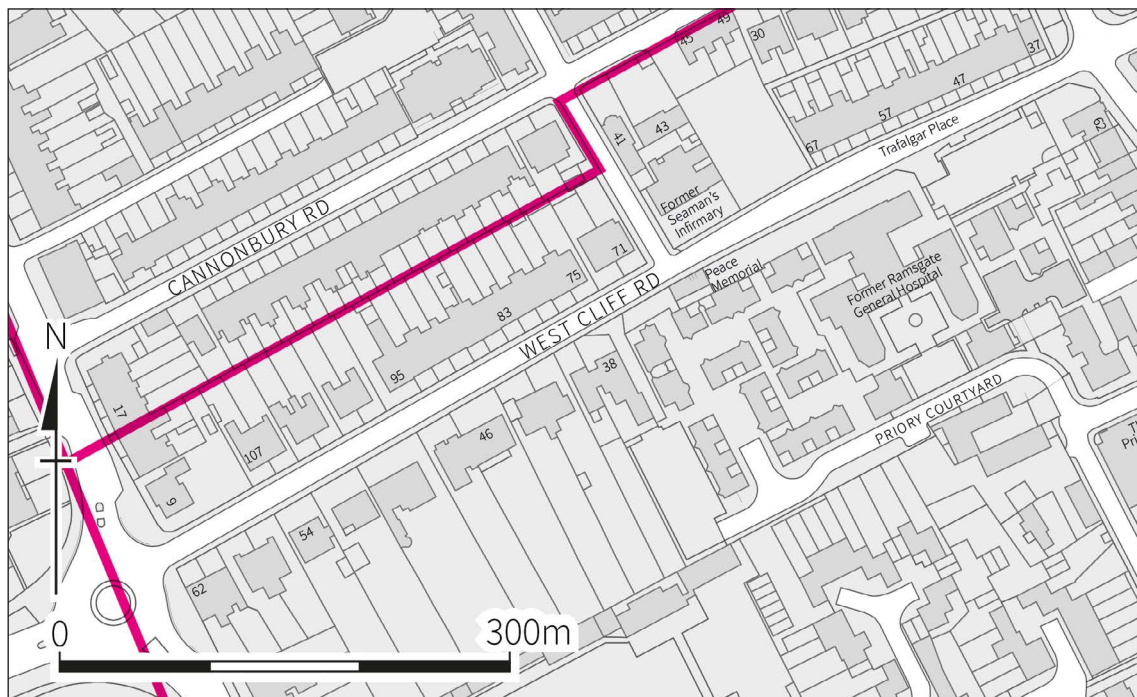 45
49
30
37
47
57
67
Trafalgar Place
62
41
43
Former
Seaman's
Infirmary
CANNONBURY RD
71
75
83
95
WEST CLIFF RD
Peace
Memorial
Former Ramsgate
General Hospital
38
PRIORY COURTYARD
17
107
9
46
54
62
N
0
300m